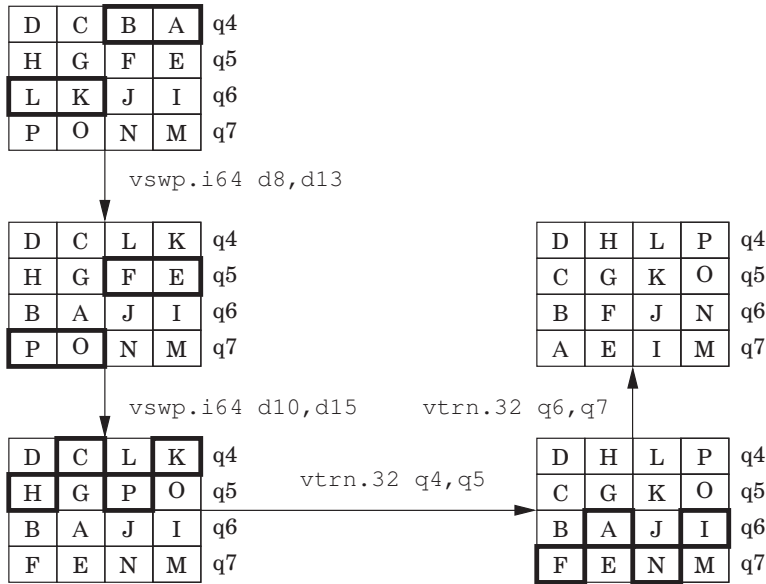 D C B A q4
H G F E q5
L K J I q6
P O N M q7
vswp.i64 d8,d13
D C L K q4
H G F E q5
B A J I q6
P O N M q7
D H L P q4
C G K O q5
B F J N q6
A E I M q7
vswp.i64 d10,d15
vtrn.32 q6,q7
D C L K q4
H G P O q5
B A J I q6
F E N M q7
vtrn.32 q4,q5
D H L P q4
C G K O q5
B A J I q6
F E N M q7